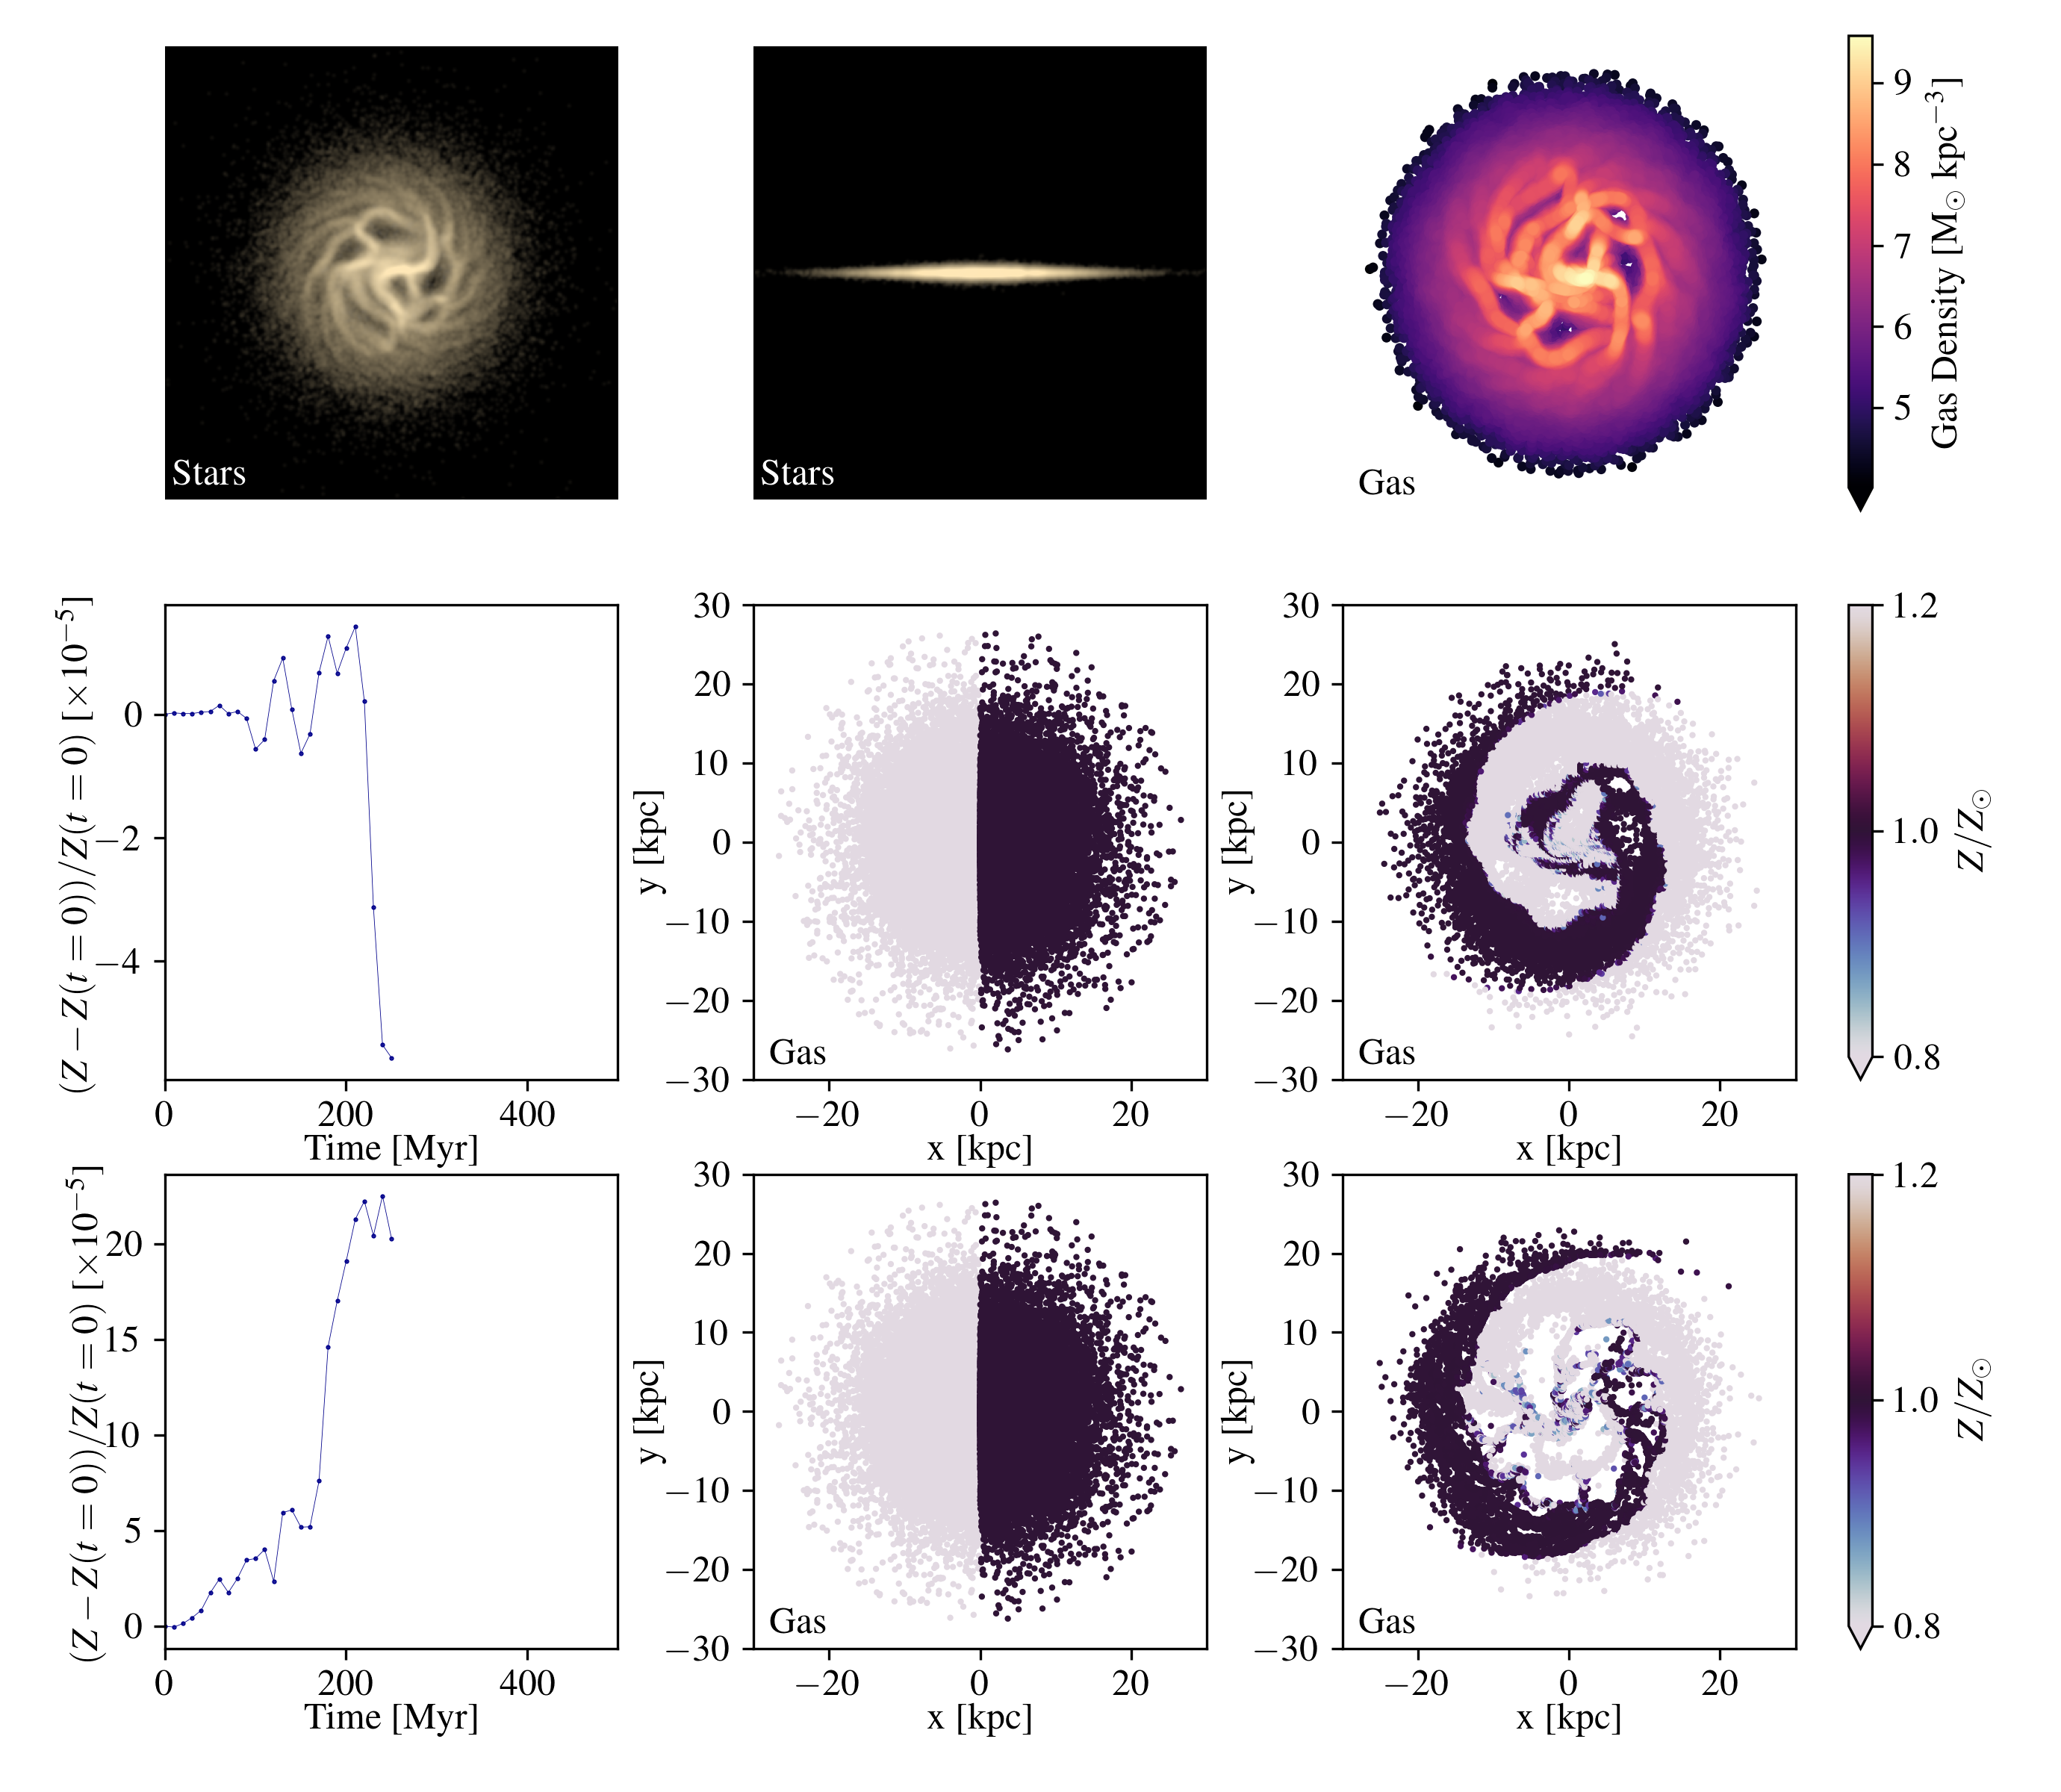 Stars
Stars
Gas
9
8
7
6
5
Gas Density [M⊙ kpc⁻³]
(Z − Z(t = 0))/Z(t = 0) [×10⁻⁵]
0
−2
−4
0
200
400
Time [Myr]
y [kpc]
30
20
10
0
−10
−20
−30
Gas
−20
0
20
x [kpc]
y [kpc]
30
20
10
0
−10
−20
−30
Gas
−20
0
20
x [kpc]
1.2
1.0
0.8
Z/Z⊙
(Z − Z(t = 0))/Z(t = 0) [×10⁻⁵]
20
15
10
5
0
0
200
400
Time [Myr]
y [kpc]
30
20
10
0
−10
−20
−30
Gas
−20
0
20
x [kpc]
y [kpc]
30
20
10
0
−10
−20
−30
Gas
−20
0
20
x [kpc]
1.2
1.0
0.8
Z/Z⊙